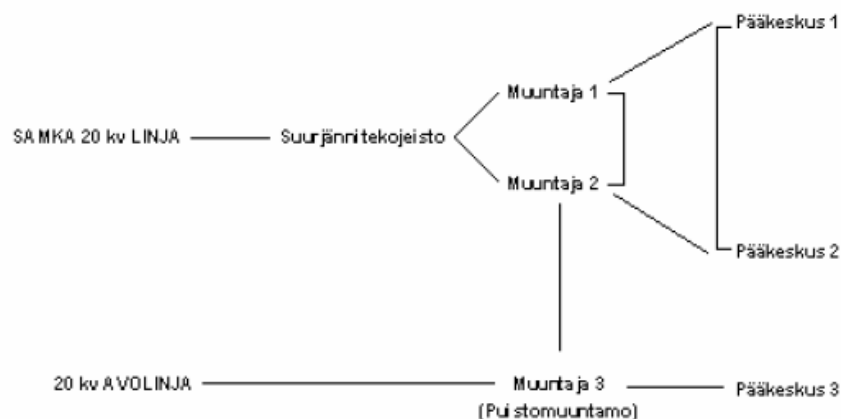 Pääkeskus 1
Muuntaja 1
SAMKA 20 kv LINJA
Suurjännitekojeisto
Muuntaja 2
Pääkeskus 2
20 kv AVOLINJA
Muuntaja 3
(Puistomuuntamo)
Pääkeskus 3